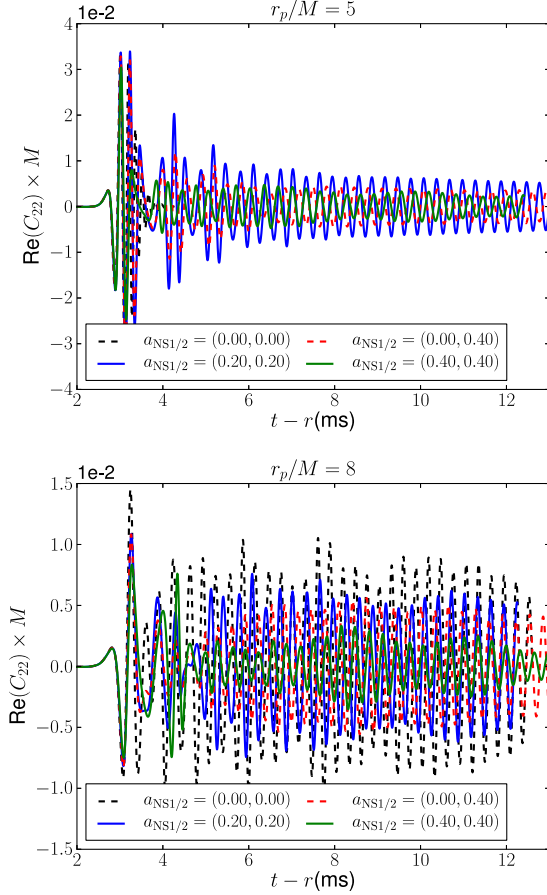 r_p/M = 5
1e-2
4
3
2
1
0
−1
−2
−3
−4
Re(C_22) × M
a_NS1/2 = (0.00, 0.00) a_NS1/2 = (0.00, 0.40)
a_NS1/2 = (0.20, 0.20) a_NS1/2 = (0.40, 0.40)
2 4 6 8 10 12
t − r(ms)
r_p/M = 8
1e-2
1.5
1.0
0.5
0.0
−0.5
−1.0
−1.5
Re(C_22) × M
a_NS1/2 = (0.00, 0.00) a_NS1/2 = (0.00, 0.40)
a_NS1/2 = (0.20, 0.20) a_NS1/2 = (0.40, 0.40)
2 4 6 8 10 12
t − r(ms)